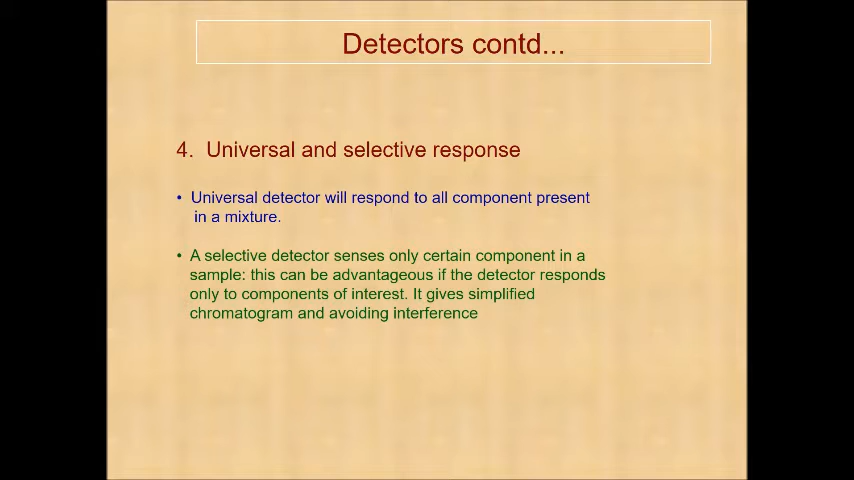 Detectors contd...
4. Universal and selective response
• Universal detector will respond to all component present
in a mixture.
• A selective detector senses only certain component in a
sample: this can be advantageous if the detector responds
only to components of interest. It gives simplified
chromatogram and avoiding interference